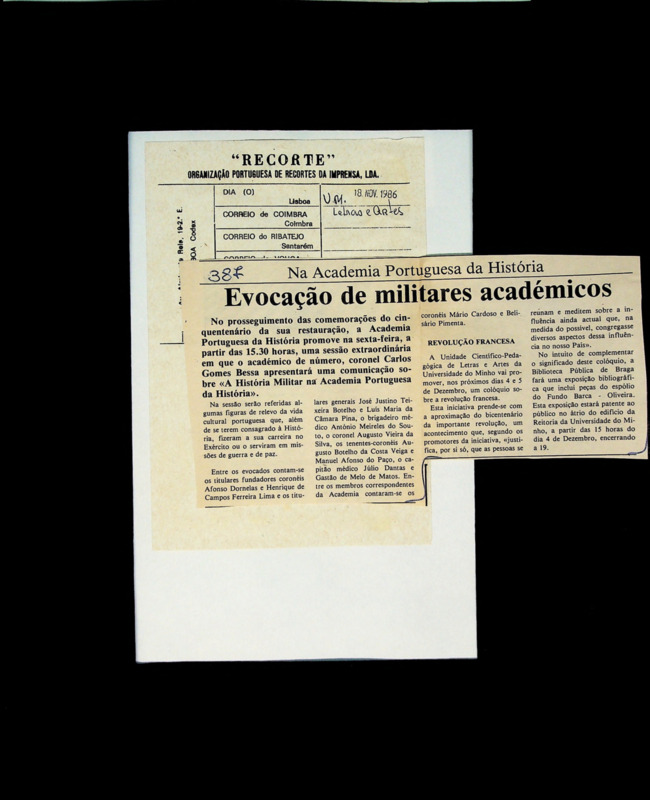 "RECORTE"
ORGANIZAÇÃO PORTUGUESA DE RECORTES DA IMPRENSA, LDA.
DIA (O)
Lisboa
CORREIO de COIMBRA
Coimbra
CORREIO do RIBATEJO
Santarém
U M.
18 NOV. 1986
Letras e Artes
19-2.º E.
Codex
387
Na Academia Portuguesa da História
Evocação de militares académicos
No prosseguimento das comemorações do cin-
quentenário da sua restauração, a Academia
Portuguesa da História promove na sexta-feira, a
partir das 15.30 horas, uma sessão extraordinária
em que o académico de número, coronel Carlos
Gomes Bessa apresentará uma comunicação so-
bre «A História Militar na Academia Portuguesa
da História».
Na sessão serão referidas al-
gumas figuras de relevo da vida
cultural portuguesa que, além
de se terem consagrado à Histó-
ria, fizeram a sua carreira no
Exército ou o serviram em mis-
sões de guerra e de paz.
Entre os evocados contam-se
os titulares fundadores coronéis
Afonso Dornelas e Henrique de
Campos Ferreira Lima e os titu-
lares generais José Justino Tei-
xeira Botelho e Luís Maria da
Câmara Pina, o brigadeiro mé-
dico António Meireles do Sou-
to, o coronel Augusto Vieira da
Silva, os tenentes-coronéis Au-
gusto Botelho da Costa Veiga e
Manuel Afonso do Paço, o ca-
pitão médico Júlio Dantas e
Gastão de Melo de Matos. En-
tre os membros correspondentes
da Academia contaram-se os
coronéis Mário Cardoso e Beli-
sário Pimenta.
REVOLUÇÃO FRANCESA
A Unidade Científico-Peda-
gógica de Letras e Artes da
Universidade do Minho vai pro-
mover, nos próximos dias 4 e 5
de Dezembro, um colóquio so-
bre a revolução francesa.
Esta iniciativa prende-se com
a aproximação do bicentenário
da importante revolução, um
acontecimento que, segundo os
promotores da iniciativa, «justi-
fica, por si só, que as pessoas se
reúnam e meditem sobre a in-
fluência ainda actual que, na
medida do possível, congregasse
diversos aspectos dessa influên-
cia no nosso País».
No intuito de complementar
o significado deste colóquio, a
Biblioteca Pública de Braga
fará uma exposição bibliográfi-
ca que inclui peças do espólio
do Fundo Barca - Oliveira.
Esta exposição estará patente ao
público no átrio do edifício da
Reitoria da Universidade do Mi-
nho, a partir das 15 horas do
dia 4 de Dezembro, encerrando
a 19.